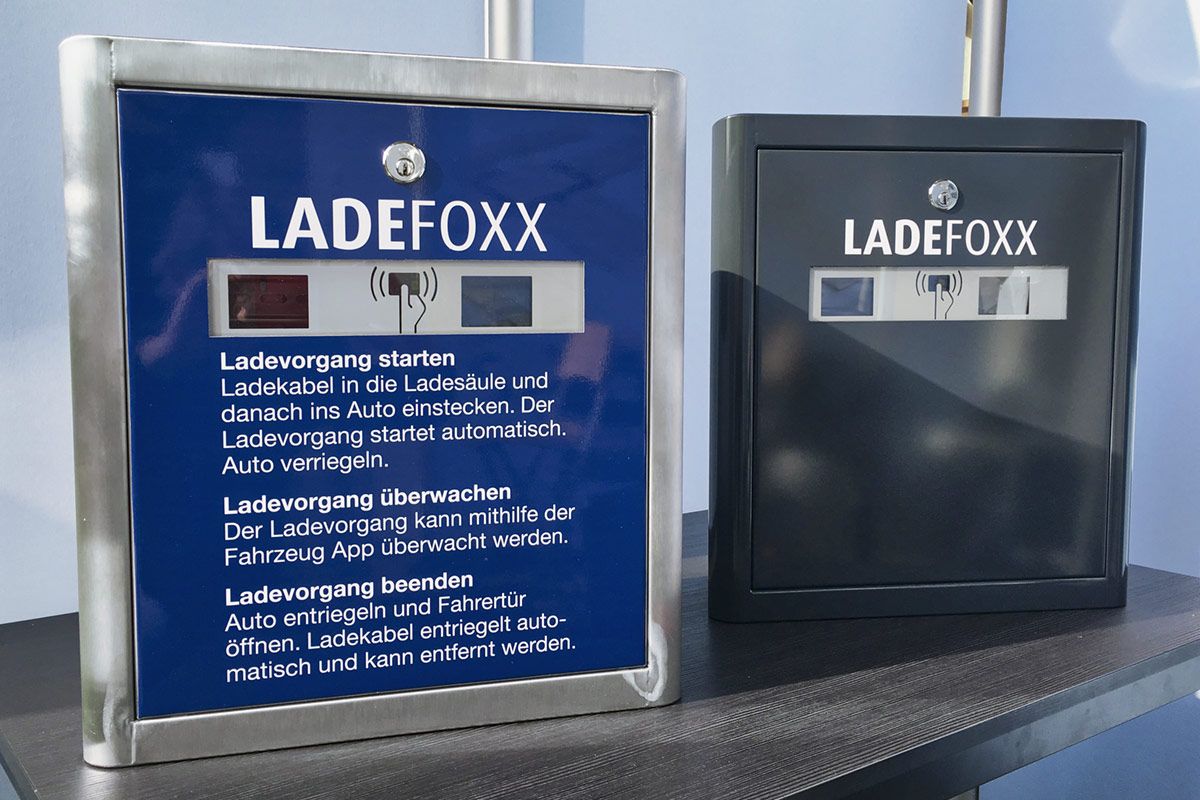 LADEFOXX
Ladevorgang starten
Ladekabel in die Ladesäule und
danach ins Auto einstecken. Der
Ladevorgang startet automatisch.
Auto verriegeln.
Ladevorgang überwachen
Der Ladevorgang kann mithilfe der
Fahrzeug App überwacht werden.
Ladevorgang beenden
Auto entriegeln und Fahrertür
öffnen. Ladekabel entriegelt auto-
matisch und kann entfernt werden.
LADEFOXX